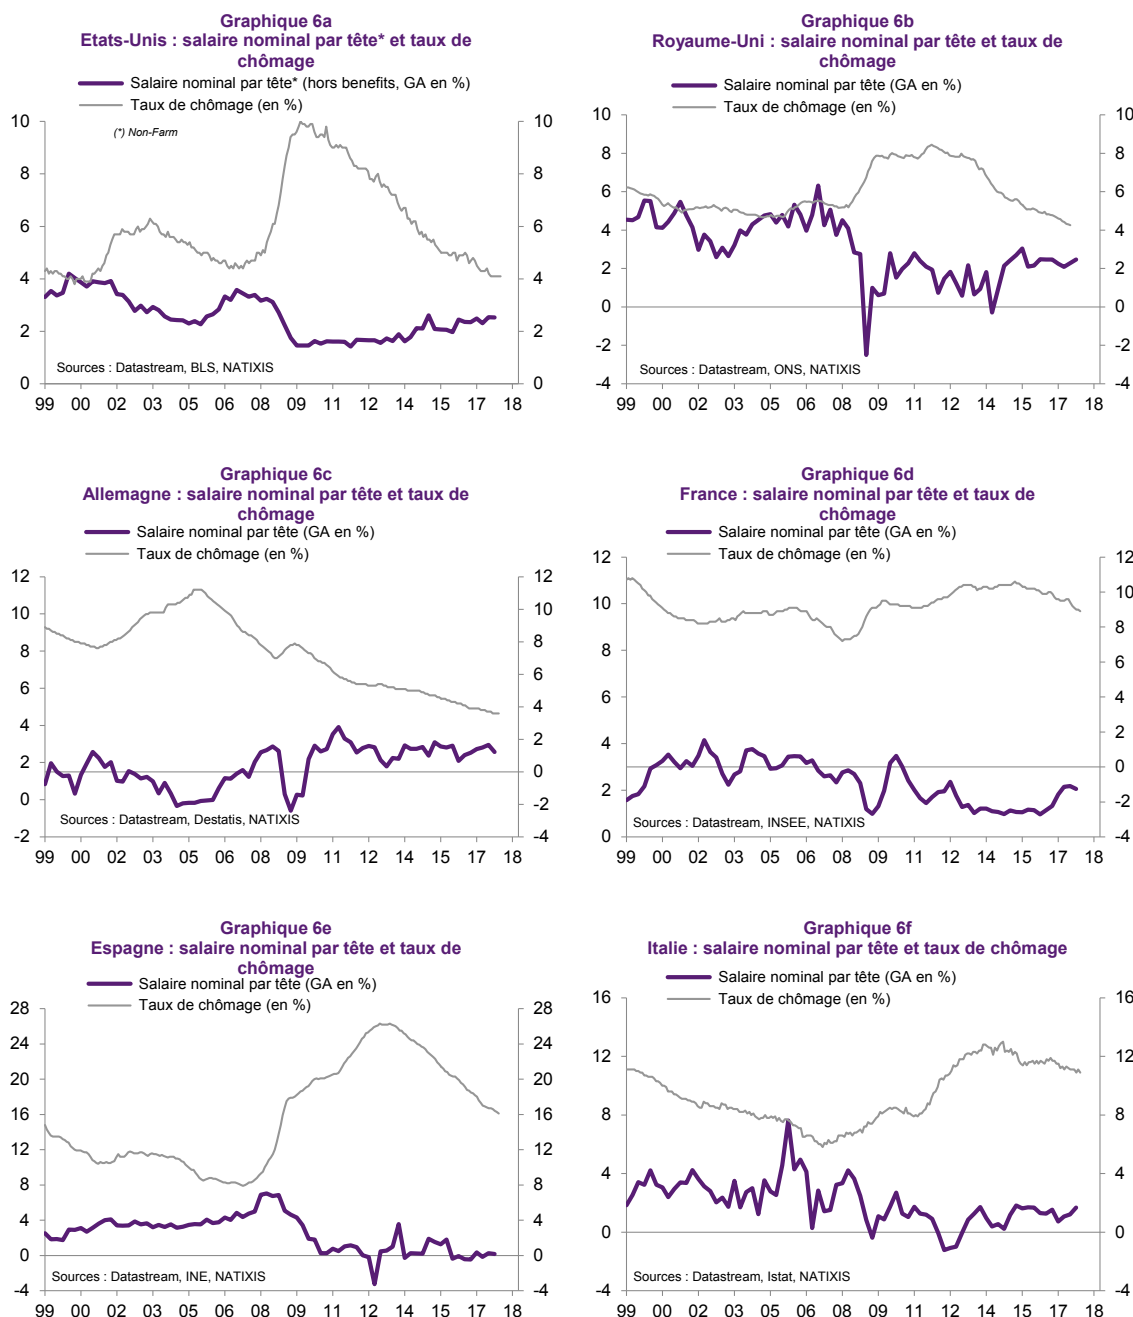 Graphique 6a
Etats-Unis : salaire nominal par tête* et taux de
chômage
Salaire nominal par tête* (hors benefits, GA en %)
Taux de chômage (en %)
10 10
(*) Non-Farm
8 8
6 6
4 4
2 2
Sources : Datastream, BLS, NATIXIS
0 0
99 00 02 03 05 06 08 09 11 12 14 15 17 18
Graphique 6b
Royaume-Uni : salaire nominal par tête et taux de
chômage
Salaire nominal par tête (GA en %)
Taux de chômage (en %)
10 10
8 8
6 6
4 4
2 2
0 0
-2 -2
Sources : Datastream, ONS, NATIXIS
-4 -4
99 00 02 03 05 06 08 09 11 12 14 15 17 18
Graphique 6c
Allemagne : salaire nominal par tête et taux de
chômage
Salaire nominal par tête (GA en %)
Taux de chômage (en %)
12 12
10 10
8 8
6 6
4 4
2 2
0 0
-2 -2
-4
Sources : Datastream, Destatis, NATIXIS
99 00 02 03 05 06 08 09 11 12 14 15 17 18
Graphique 6d
France : salaire nominal par tête et taux de
chômage
Salaire nominal par tête (GA en %)
Taux de chômage (en %)
12 12
10 10
8 8
6 6
4 4
2 2
0 0
-2
-4
Sources : Datastream, INSEE, NATIXIS
99 00 02 03 05 06 08 09 11 12 14 15 17 18
Graphique 6e
Espagne : salaire nominal par tête et taux de
chômage
Salaire nominal par tête (GA en %)
Taux de chômage (en %)
28 28
24 24
20 20
16 16
12 12
8 8
4 4
0 0
Sources : Datastream, INE, NATIXIS
-4 -4
99 00 02 03 05 06 08 09 11 12 14 15 17 18
Graphique 6f
Italie : salaire nominal par tête et taux de chômage
Salaire nominal par tête (GA en %)
Taux de chômage (en %)
16 16
12 12
8 8
4 4
0 0
Sources : Datastream, Istat, NATIXIS
-4 -4
99 00 02 03 05 06 08 09 11 12 14 15 17 18